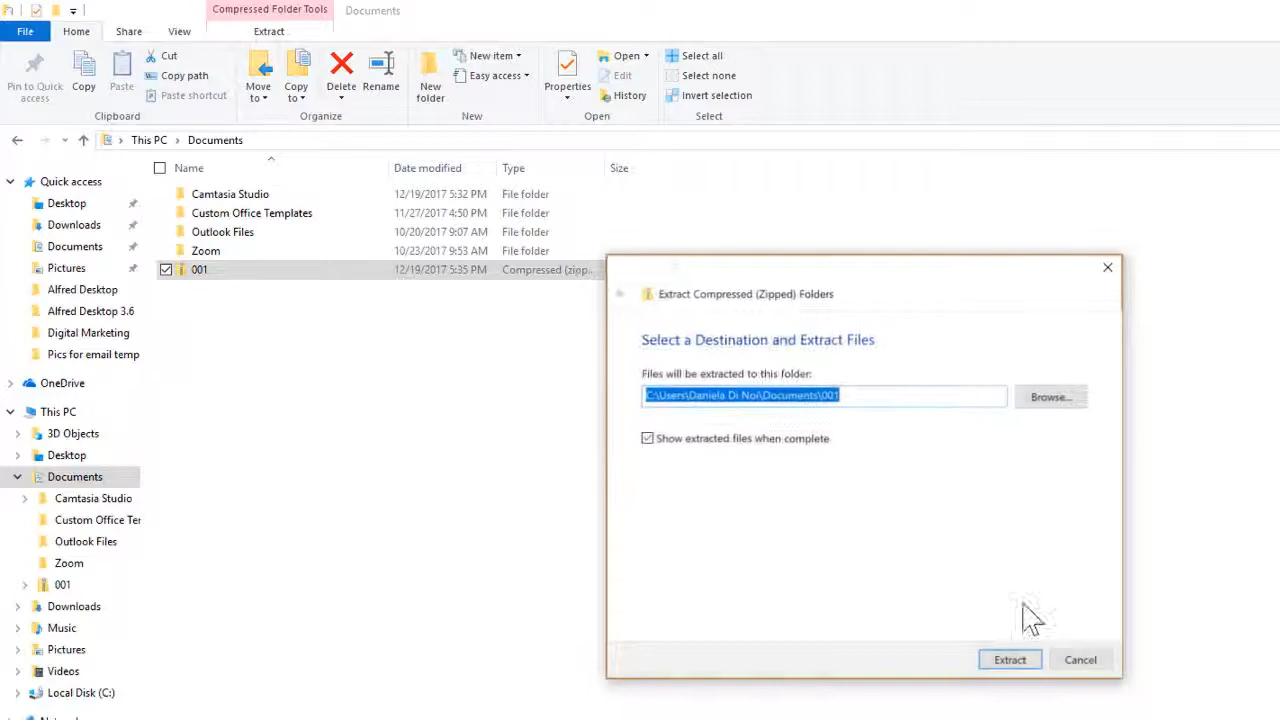 Compressed Folder Tools
Documents
File
Home
Share
View
Extract
Pin to Quick access
Copy
Paste
Cut
Copy path
Paste shortcut
Clipboard
Move to
Copy to
Delete
Rename
Organize
New folder
New item
Easy access
New
Properties
Open
Edit
History
Open
Select all
Select none
Invert selection
Select
This PC > Documents
Name
Date modified
Type
Size
Camtasia Studio 12/19/2017 5:32 PM File folder
Custom Office Templates 11/27/2017 4:50 PM File folder
Outlook Files 10/20/2017 9:07 AM File folder
Zoom 10/23/2017 9:53 AM File folder
001 12/19/2017 5:35 PM Compressed (zipp...
Quick access
Desktop
Downloads
Documents
Pictures
Alfred Desktop
Alfred Desktop 3.6
Digital Marketing
Pics for email temp
OneDrive
This PC
3D Objects
Desktop
Documents
Camtasia Studio
Custom Office Ter
Outlook Files
Zoom
001
Downloads
Music
Pictures
Videos
Local Disk (C:)
Extract Compressed (Zipped) Folders
Select a Destination and Extract Files
Files will be extracted to this folder:
C:\Users\Daniela Di Noi\Documents\001
Browse...
Show extracted files when complete
Extract
Cancel